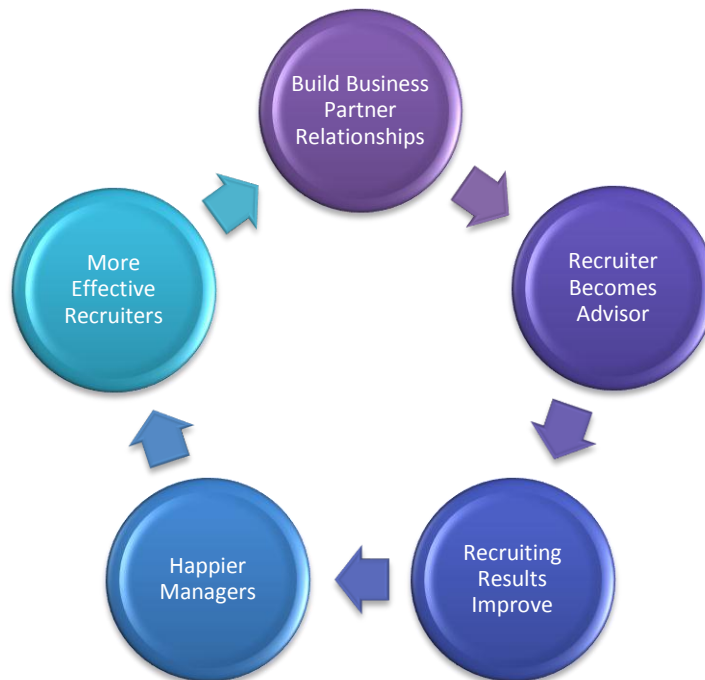 Build Business
Partner
Relationships
Recruiter
Becomes
Advisor
Recruiting
Results
Improve
Happier
Managers
More
Effective
Recruiters